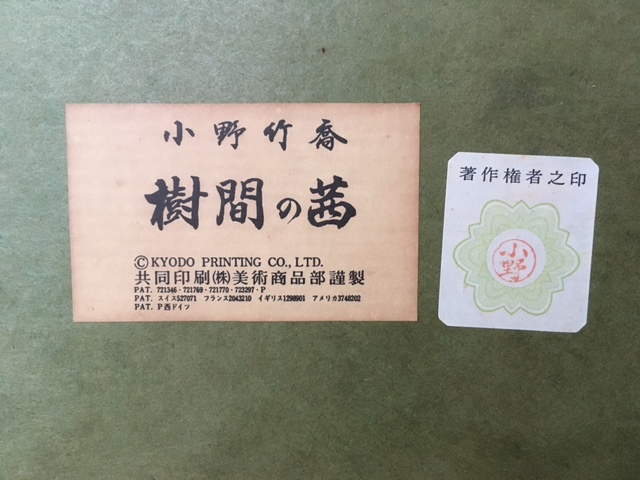 小野竹喬
樹間の茜
©KYODO PRINTING CO., LTD.
共同印刷(株)美術商品部謹製
PAT. 721346・721769・721770・723297・P
PAT. スイス527071 フランス2043210 イギリス1298901 アメリカ3748202
PAT. P西ドイツ
著作権者之印
小野